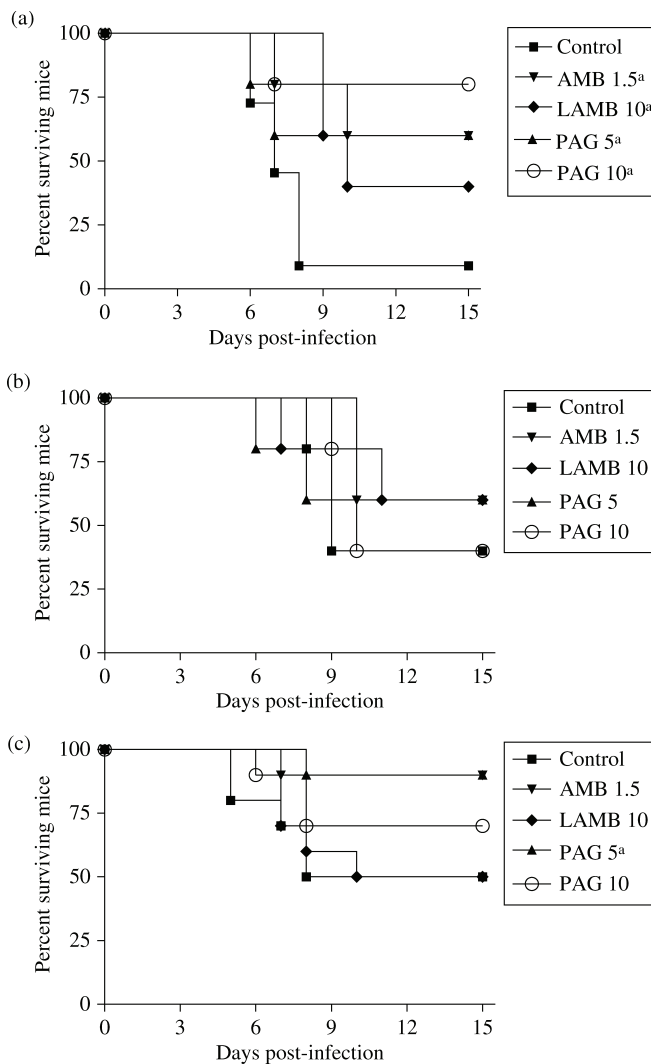 (a)
100
75
50
25
0
Percent surviving mice
0 3 6 9 12 15
Days post-infection
Control
AMB 1.5ᵃ
LAMB 10ᵃ
PAG 5ᵃ
PAG 10ᵃ
(b)
100
75
50
25
0
Percent surviving mice
0 3 6 9 12 15
Days post-infection
Control
AMB 1.5
LAMB 10
PAG 5
PAG 10
(c)
100
75
50
25
0
Percent surviving mice
0 3 6 9 12 15
Days post-infection
Control
AMB 1.5
LAMB 10
PAG 5ᵃ
PAG 10